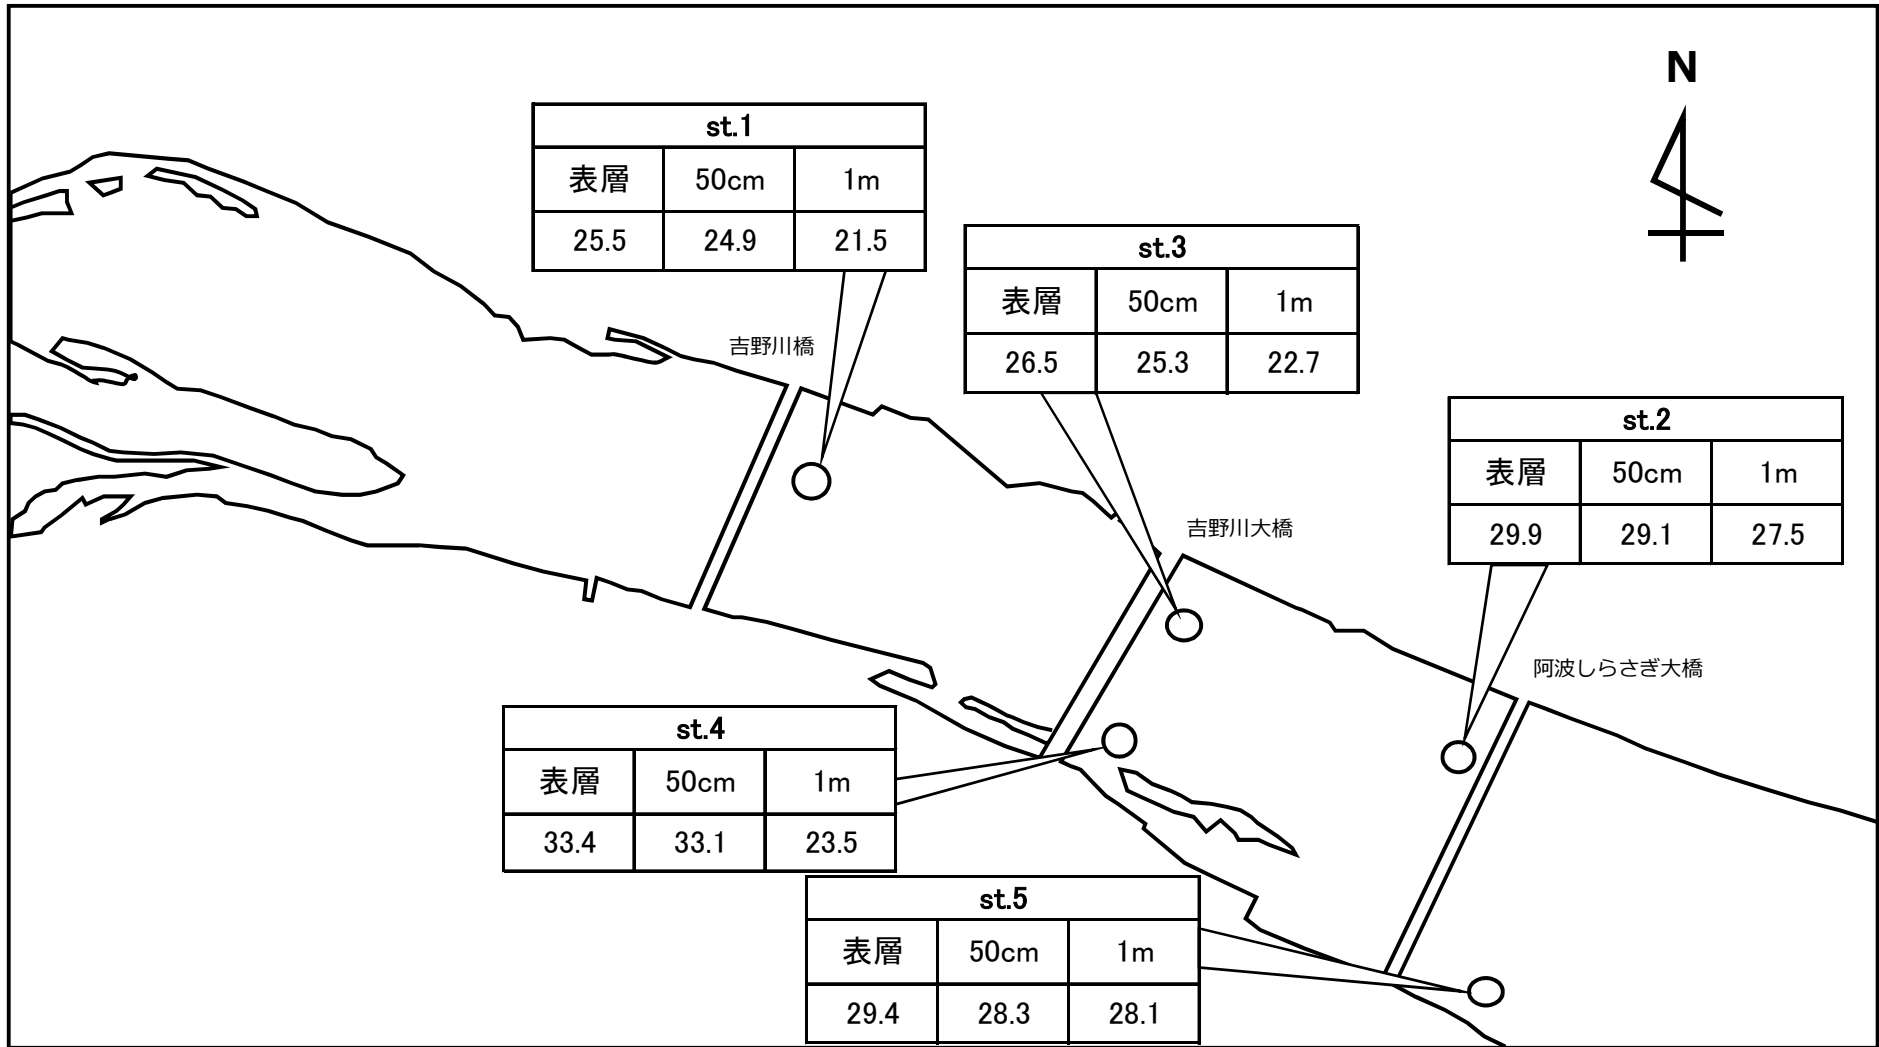 N
st.1
表層 50cm 1m
25.5 24.9 21.5
st.3
表層 50cm 1m
26.5 25.3 22.7
吉野川橋
st.2
表層 50cm 1m
29.9 29.1 27.5
吉野川大橋
阿波しらさぎ大橋
st.4
表層 50cm 1m
33.4 33.1 23.5
st.5
表層 50cm 1m
29.4 28.3 28.1